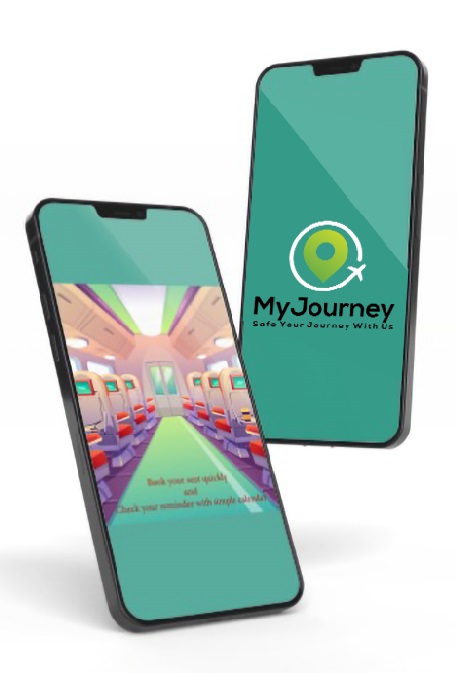 MyJourney
Safe Your Journey With Us
Book your seat quickly
and
Check your reminder with simple calendar